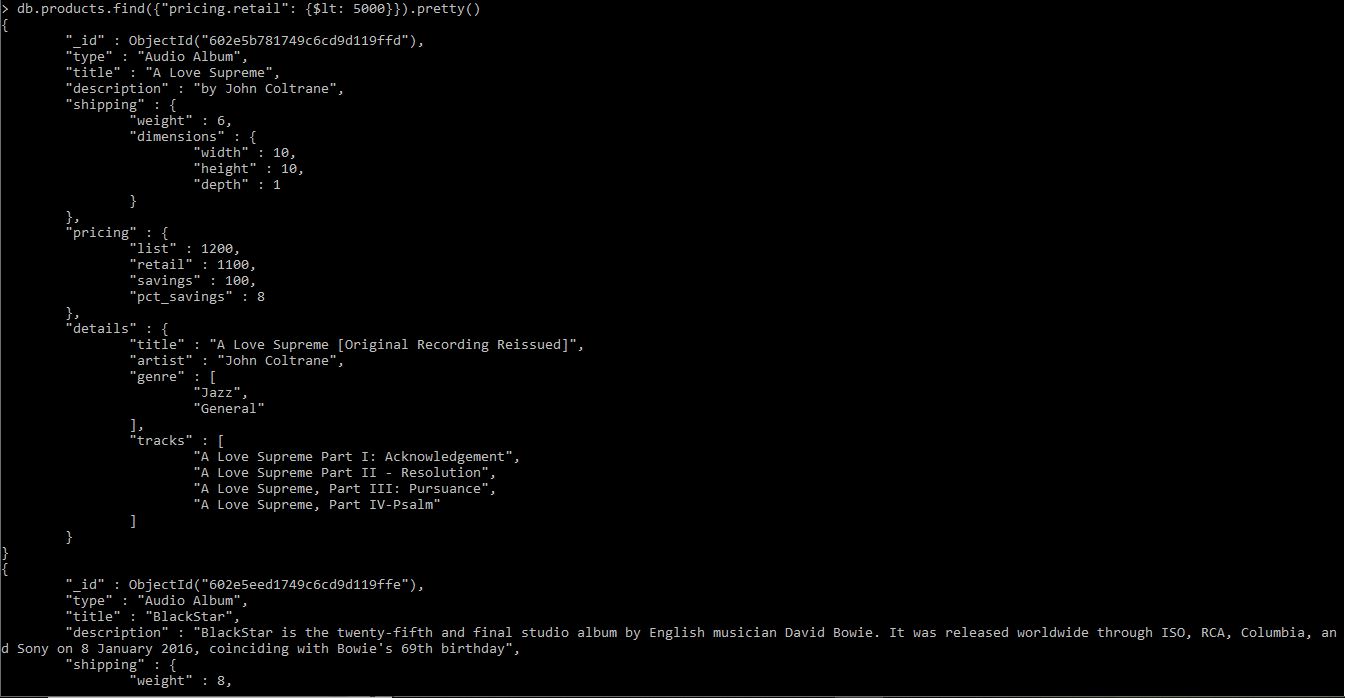 > db.products.find({"pricing.retail": {$lt: 5000}}).pretty()
{
        "_id" : ObjectId("602e5b781749c6cd9d119ffd"),
        "type" : "Audio Album",
        "title" : "A Love Supreme",
        "description" : "by John Coltrane",
        "shipping" : {
                "weight" : 6,
                "dimensions" : {
                        "width" : 10,
                        "height" : 10,
                        "depth" : 1
                }
        },
        "pricing" : {
                "list" : 1200,
                "retail" : 1100,
                "savings" : 100,
                "pct_savings" : 8
        },
        "details" : {
                "title" : "A Love Supreme [Original Recording Reissued]",
                "artist" : "John Coltrane",
                "genre" : [
                        "Jazz",
                        "General"
                ],
                "tracks" : [
                        "A Love Supreme Part I: Acknowledgement",
                        "A Love Supreme Part II - Resolution",
                        "A Love Supreme, Part III: Pursuance",
                        "A Love Supreme, Part IV-Psalm"
                ]
        }
}
{
        "_id" : ObjectId("602e5eed1749c6cd9d119ffe"),
        "type" : "Audio Album",
        "title" : "BlackStar",
        "description" : "BlackStar is the twenty-fifth and final studio album by English musician David Bowie. It was released worldwide through ISO, RCA, Columbia, an
d Sony on 8 January 2016, coinciding with Bowie's 69th birthday",
        "shipping" : {
                "weight" : 8,